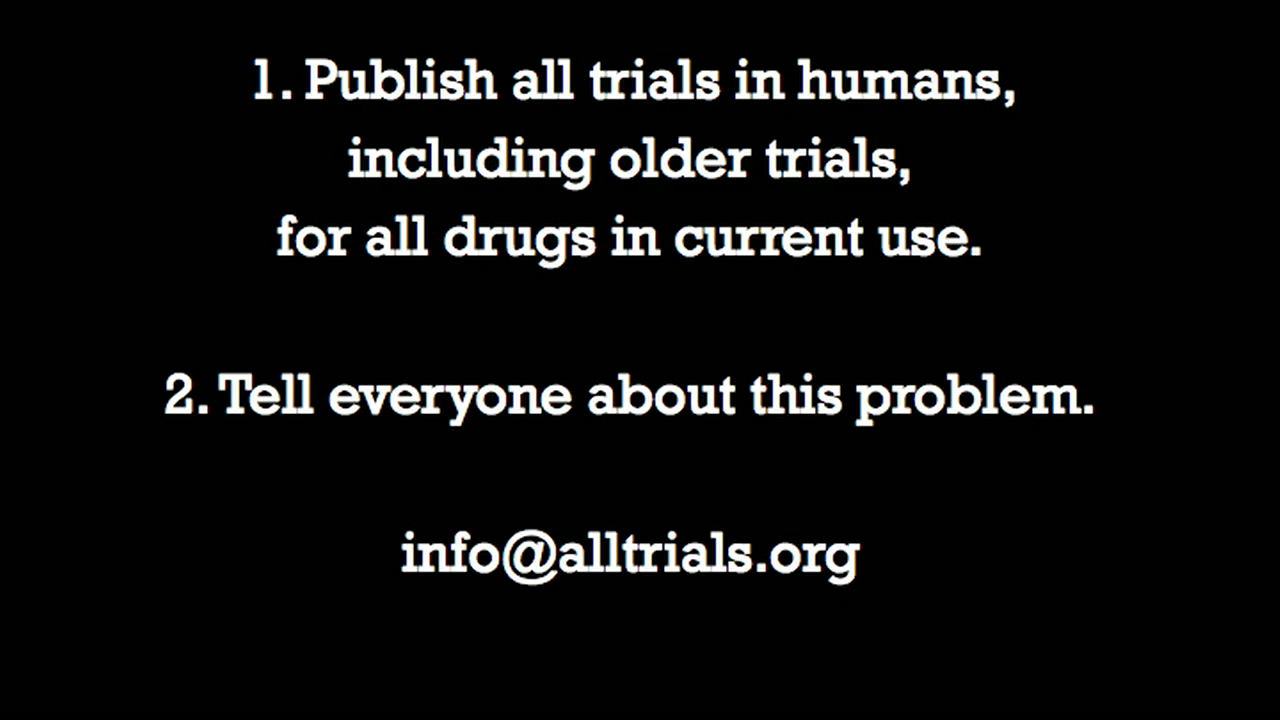 1. Publish all trials in humans,
including older trials,
for all drugs in current use.
2. Tell everyone about this problem.
info@alltrials.org